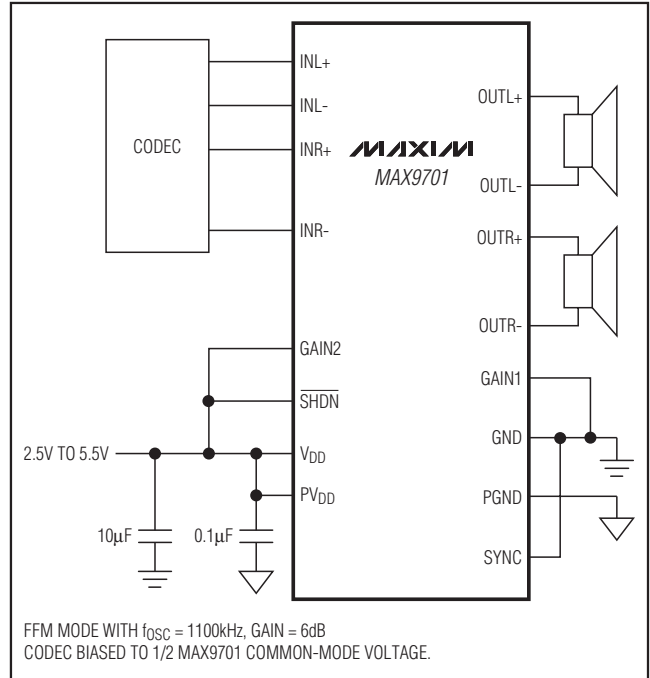 CODEC
INL+
INL-
INR+
INR-
MAXIM
MAX9701
OUTL+
OUTL-
OUTR+
OUTR-
GAIN2
SHDN
VDD
PVDD
GAIN1
GND
PGND
SYNC
2.5V TO 5.5V
10μF
0.1μF
FFM MODE WITH fOSC = 1100kHz, GAIN = 6dB
CODEC BIASED TO 1/2 MAX9701 COMMON-MODE VOLTAGE.